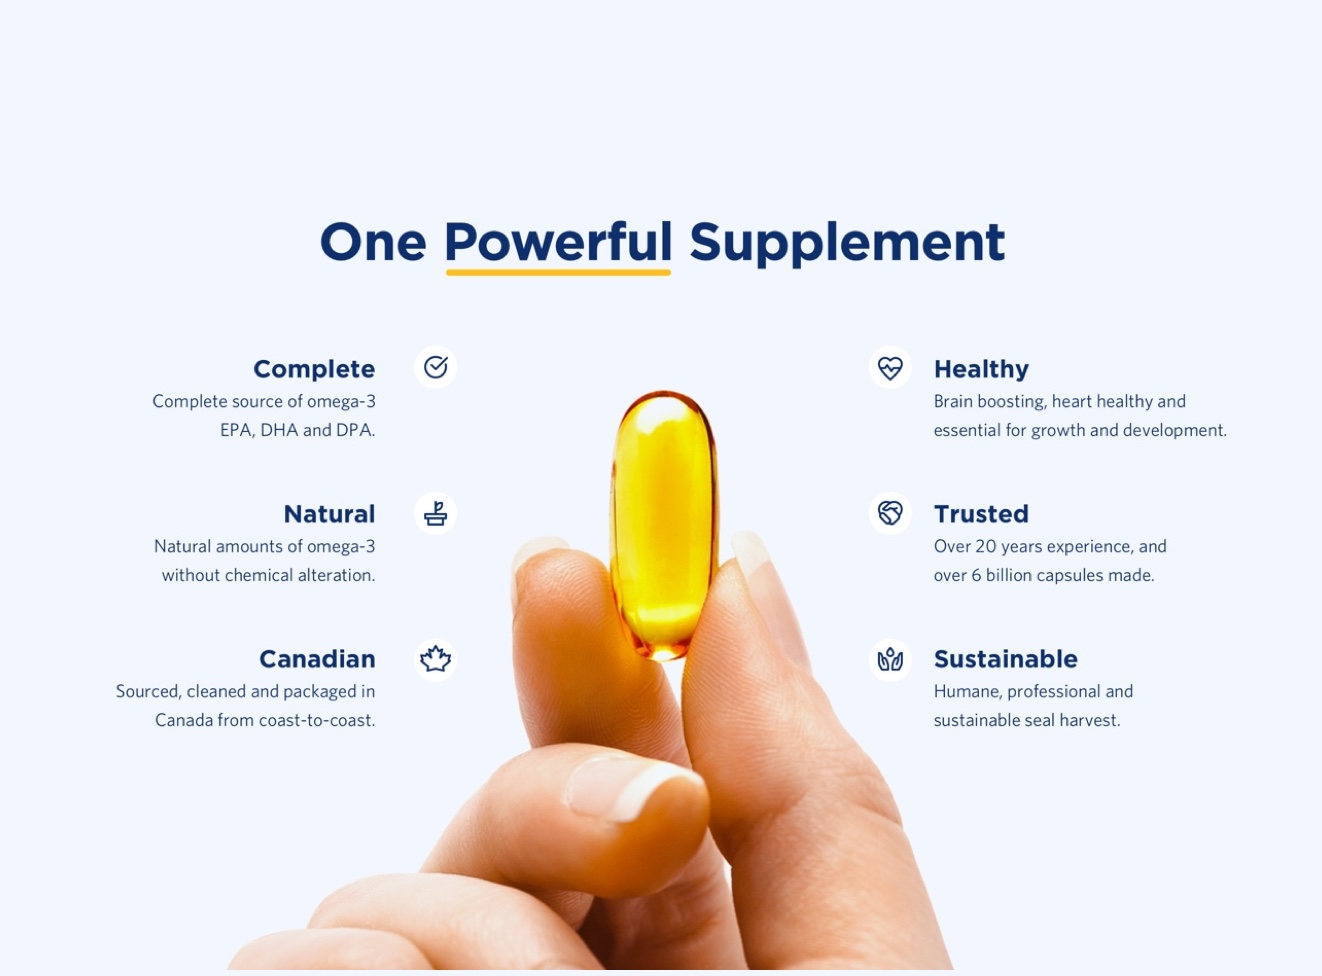 One Powerful Supplement
Complete
Complete source of omega-3
EPA, DHA and DPA.
Natural
Natural amounts of omega-3
without chemical alteration.
Canadian
Sourced, cleaned and packaged in
Canada from coast-to-coast.
Healthy
Brain boosting, heart healthy and
essential for growth and development.
Trusted
Over 20 years experience, and
over 6 billion capsules made.
Sustainable
Humane, professional and
sustainable seal harvest.